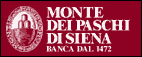 MONTE
DEI PASCHI
DI SIENA
BANCA DAL 1472